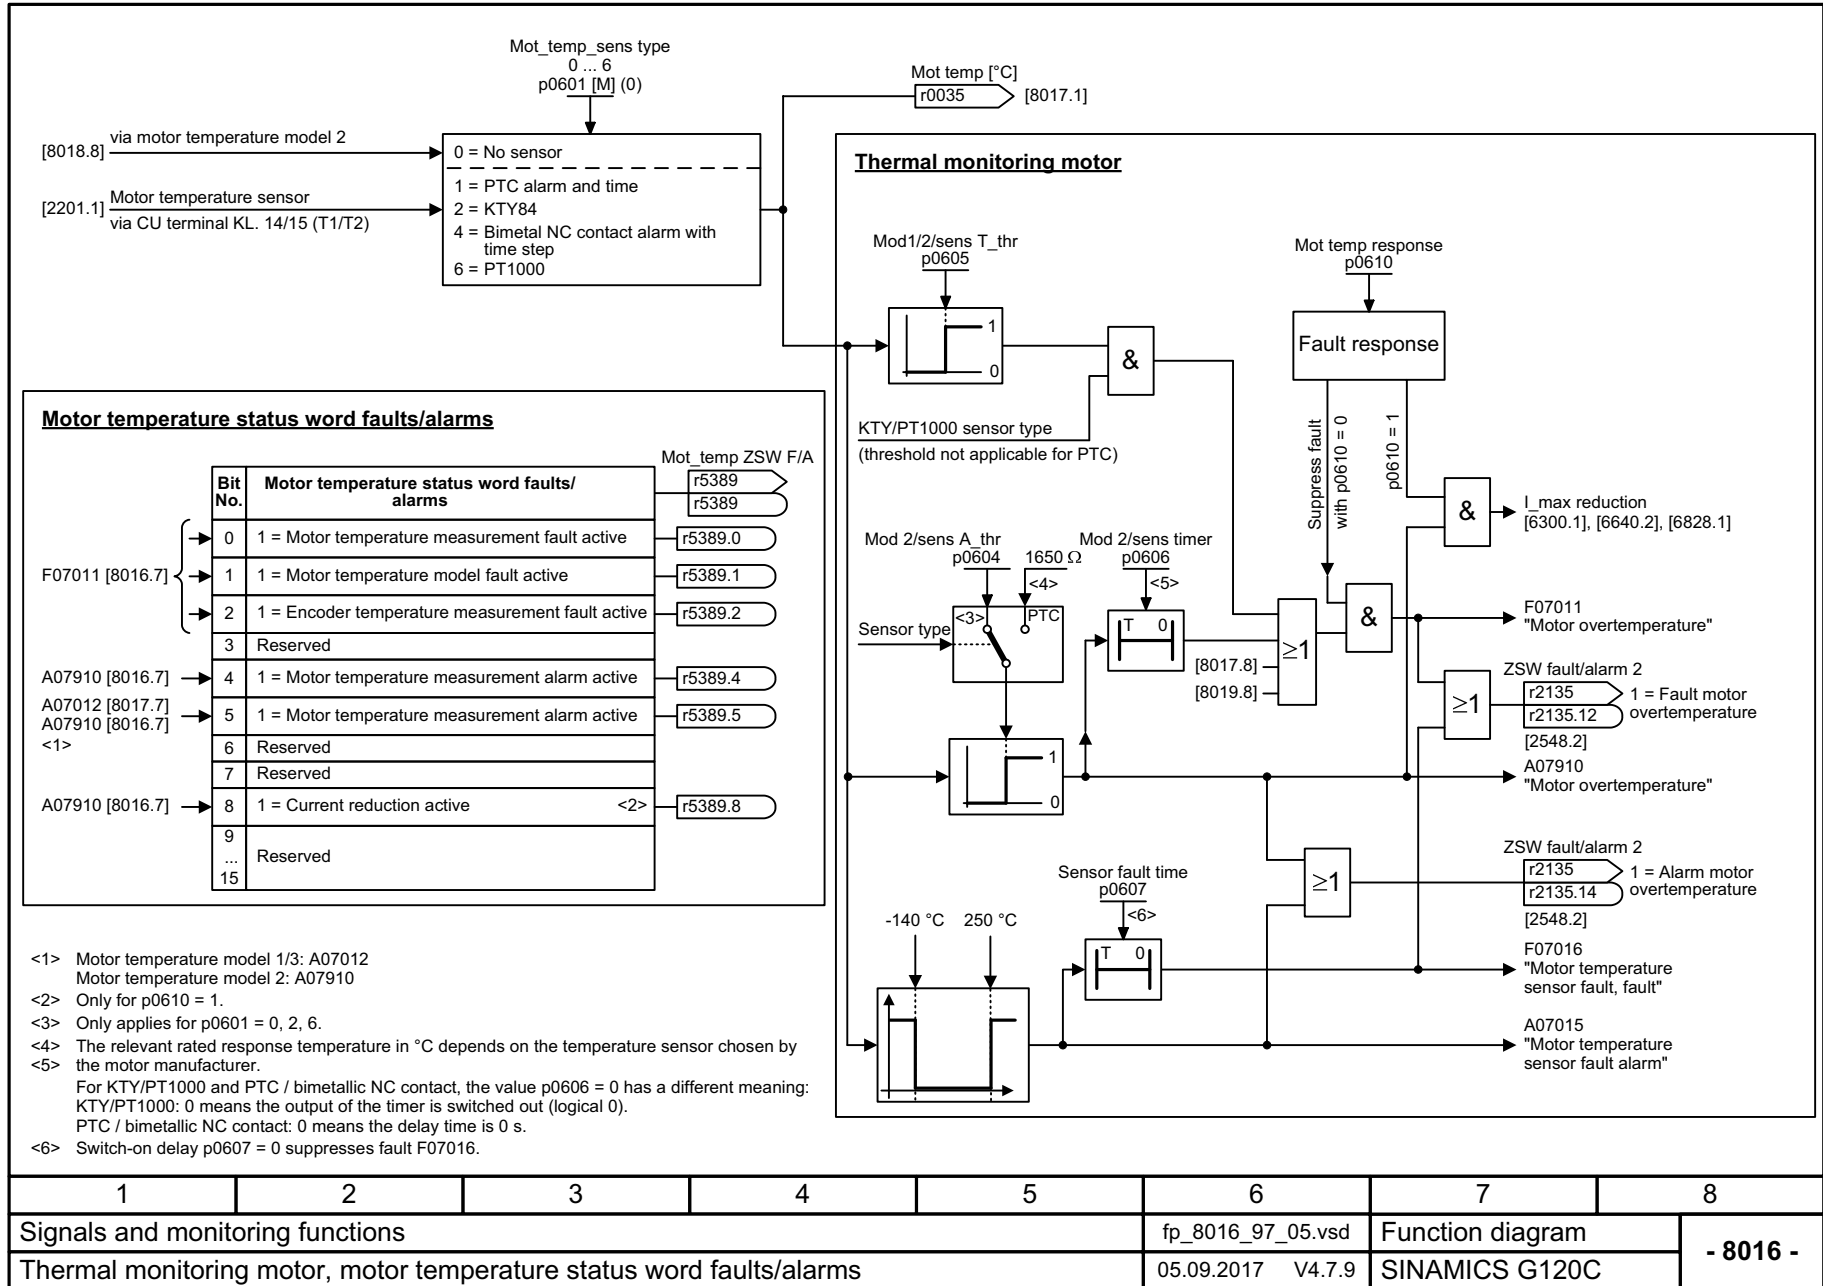 Mot_temp_sens type
0 ... 6
p0601 [M] (0)
Mot temp [°C]
r0035
[8017.1]
[8018.8]
via motor temperature model 2
[2201.1]
Motor temperature sensor
via CU terminal KL. 14/15 (T1/T2)
0 = No sensor
1 = PTC alarm and time
2 = KTY84
4 = Bimetal NC contact alarm with
time step
6 = PT1000
Thermal monitoring motor
Mod1/2/sens T_thr
p0605
1
0
&
KTY/PT1000 sensor type
(threshold not applicable for PTC)
Mot temp response
p0610
Fault response
Suppress fault
with p0610 = 0
p0610 = 1
&
I_max reduction
[6300.1], [6640.2], [6828.1]
Mod 2/sens A_thr
p0604
1650 Ω
<4>
<3>
PTC
Sensor type
Mod 2/sens timer
p0606
<5>
T 0
[8017.8]
[8019.8]
≥1
&
F07011
"Motor overtemperature"
≥1
ZSW fault/alarm 2
r2135
r2135.12
1 = Fault motor
overtemperature
[2548.2]
1
0
A07910
"Motor overtemperature"
≥1
ZSW fault/alarm 2
r2135
r2135.14
1 = Alarm motor
overtemperature
[2548.2]
Sensor fault time
p0607
<6>
T 0
-140 °C
250 °C
F07016
"Motor temperature
sensor fault, fault"
A07015
"Motor temperature
sensor fault alarm"
Motor temperature status word faults/alarms
Mot_temp ZSW F/A
r5389
r5389
Bit
No.
Motor temperature status word faults/
alarms
F07011 [8016.7]
0 1 = Motor temperature measurement fault active r5389.0
1 1 = Motor temperature model fault active r5389.1
2 1 = Encoder temperature measurement fault active r5389.2
3 Reserved
A07910 [8016.7] 4 1 = Motor temperature measurement alarm active r5389.4
A07012 [8017.7]
A07910 [8016.7]
<1>
5 1 = Motor temperature measurement alarm active r5389.5
6 Reserved
7 Reserved
A07910 [8016.7] 8 1 = Current reduction active <2> r5389.8
9
...
15
Reserved
<1> Motor temperature model 1/3: A07012
Motor temperature model 2: A07910
<2> Only for p0610 = 1.
<3> Only applies for p0601 = 0, 2, 6.
<4> The relevant rated response temperature in °C depends on the temperature sensor chosen by
<5> the motor manufacturer.
For KTY/PT1000 and PTC / bimetallic NC contact, the value p0606 = 0 has a different meaning:
KTY/PT1000: 0 means the output of the timer is switched out (logical 0).
PTC / bimetallic NC contact: 0 means the delay time is 0 s.
<6> Switch-on delay p0607 = 0 suppresses fault F07016.
1 2 3 4 5 6 7 8
Signals and monitoring functions
fp_8016_97_05.vsd
Function diagram
- 8016 -
Thermal monitoring motor, motor temperature status word faults/alarms
05.09.2017 V4.7.9
SINAMICS G120C